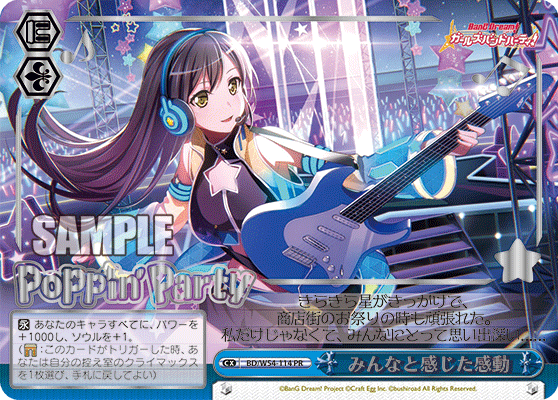 BanG Dream!
ガールズバンドパーティ!
SAMPLE
PoPPin'Party
きらきら星がきっかけで、
商店街のお祭りの時も頑張れた。
私だけじゃなくて、みんなにとって思い出深い……
永 あなたのキャラすべてに、パワーを
+1000し、ソウルを+1。
( :このカードがトリガーした時、あ
なたは自分の控え室のクライマックス
を1枚選び、手札に戻してよい)
CX BD/W54-114 PR みんなと感じた感動
©BanG Dream! Project ©Craft Egg Inc. ©bushiroad All Rights Reserved.